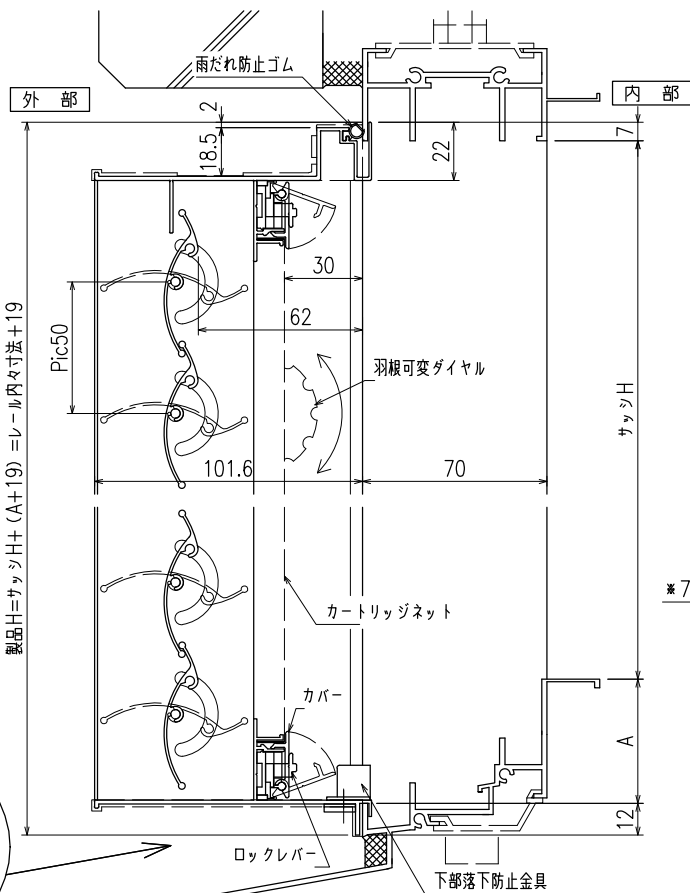 雨だれ防止ゴム
外 部
内 部
2
18.5
22
7
30
62
Pic50
羽根可変ダイヤル
サッシH
101.6
70
製品H=サッシH+(A+19)=レール内々寸法+19
※7
カートリッジネット
カバー
A
12
ロックレバー
下部落下防止金具